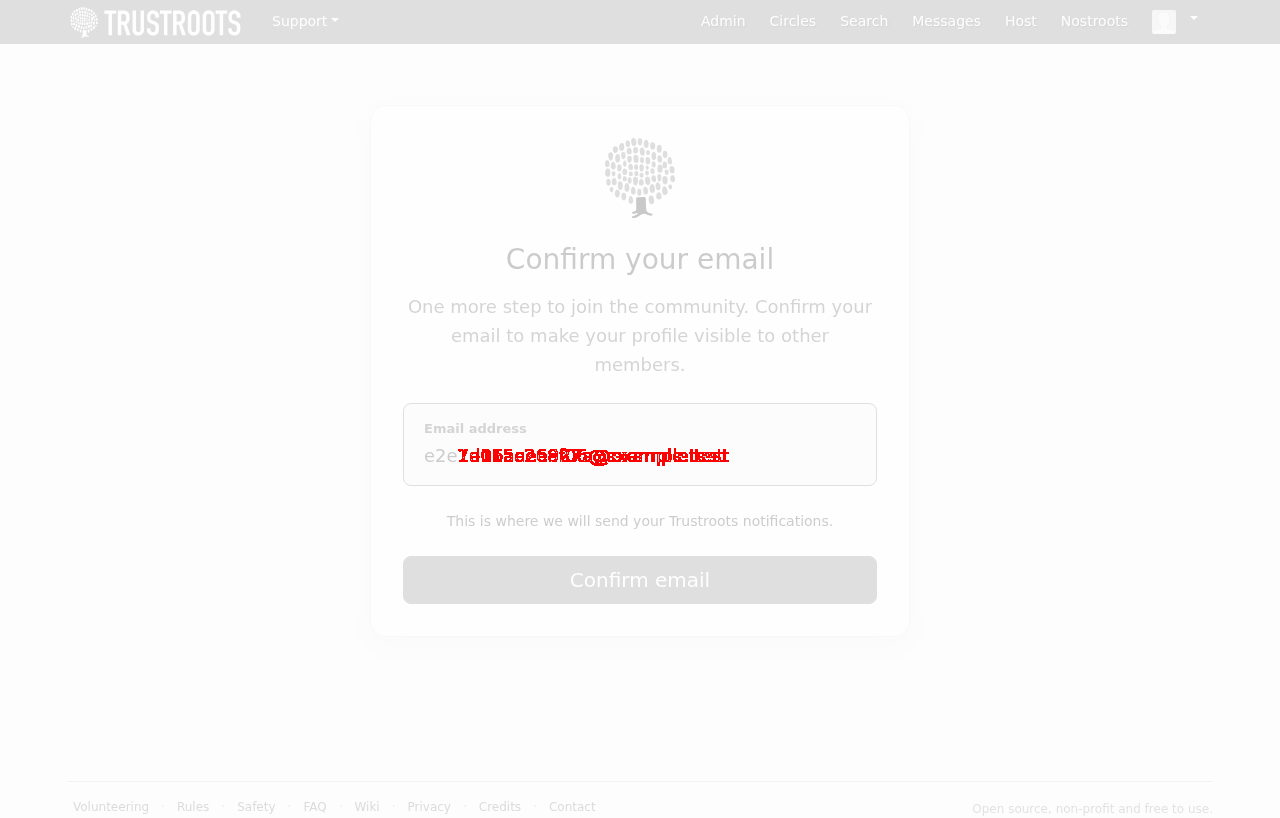 TRUSTROOTS Support Admin Circles Search Messages Host Nostroots
Confirm your email
One more step to join the community. Confirm your
email to make your profile visible to other
members.
Email address
e2e
This is where we will send your Trustroots notifications.
Confirm email
Volunteering · Rules · Safety · FAQ · Wiki · Privacy · Credits · Contact
Open source, non-profit and free to use.